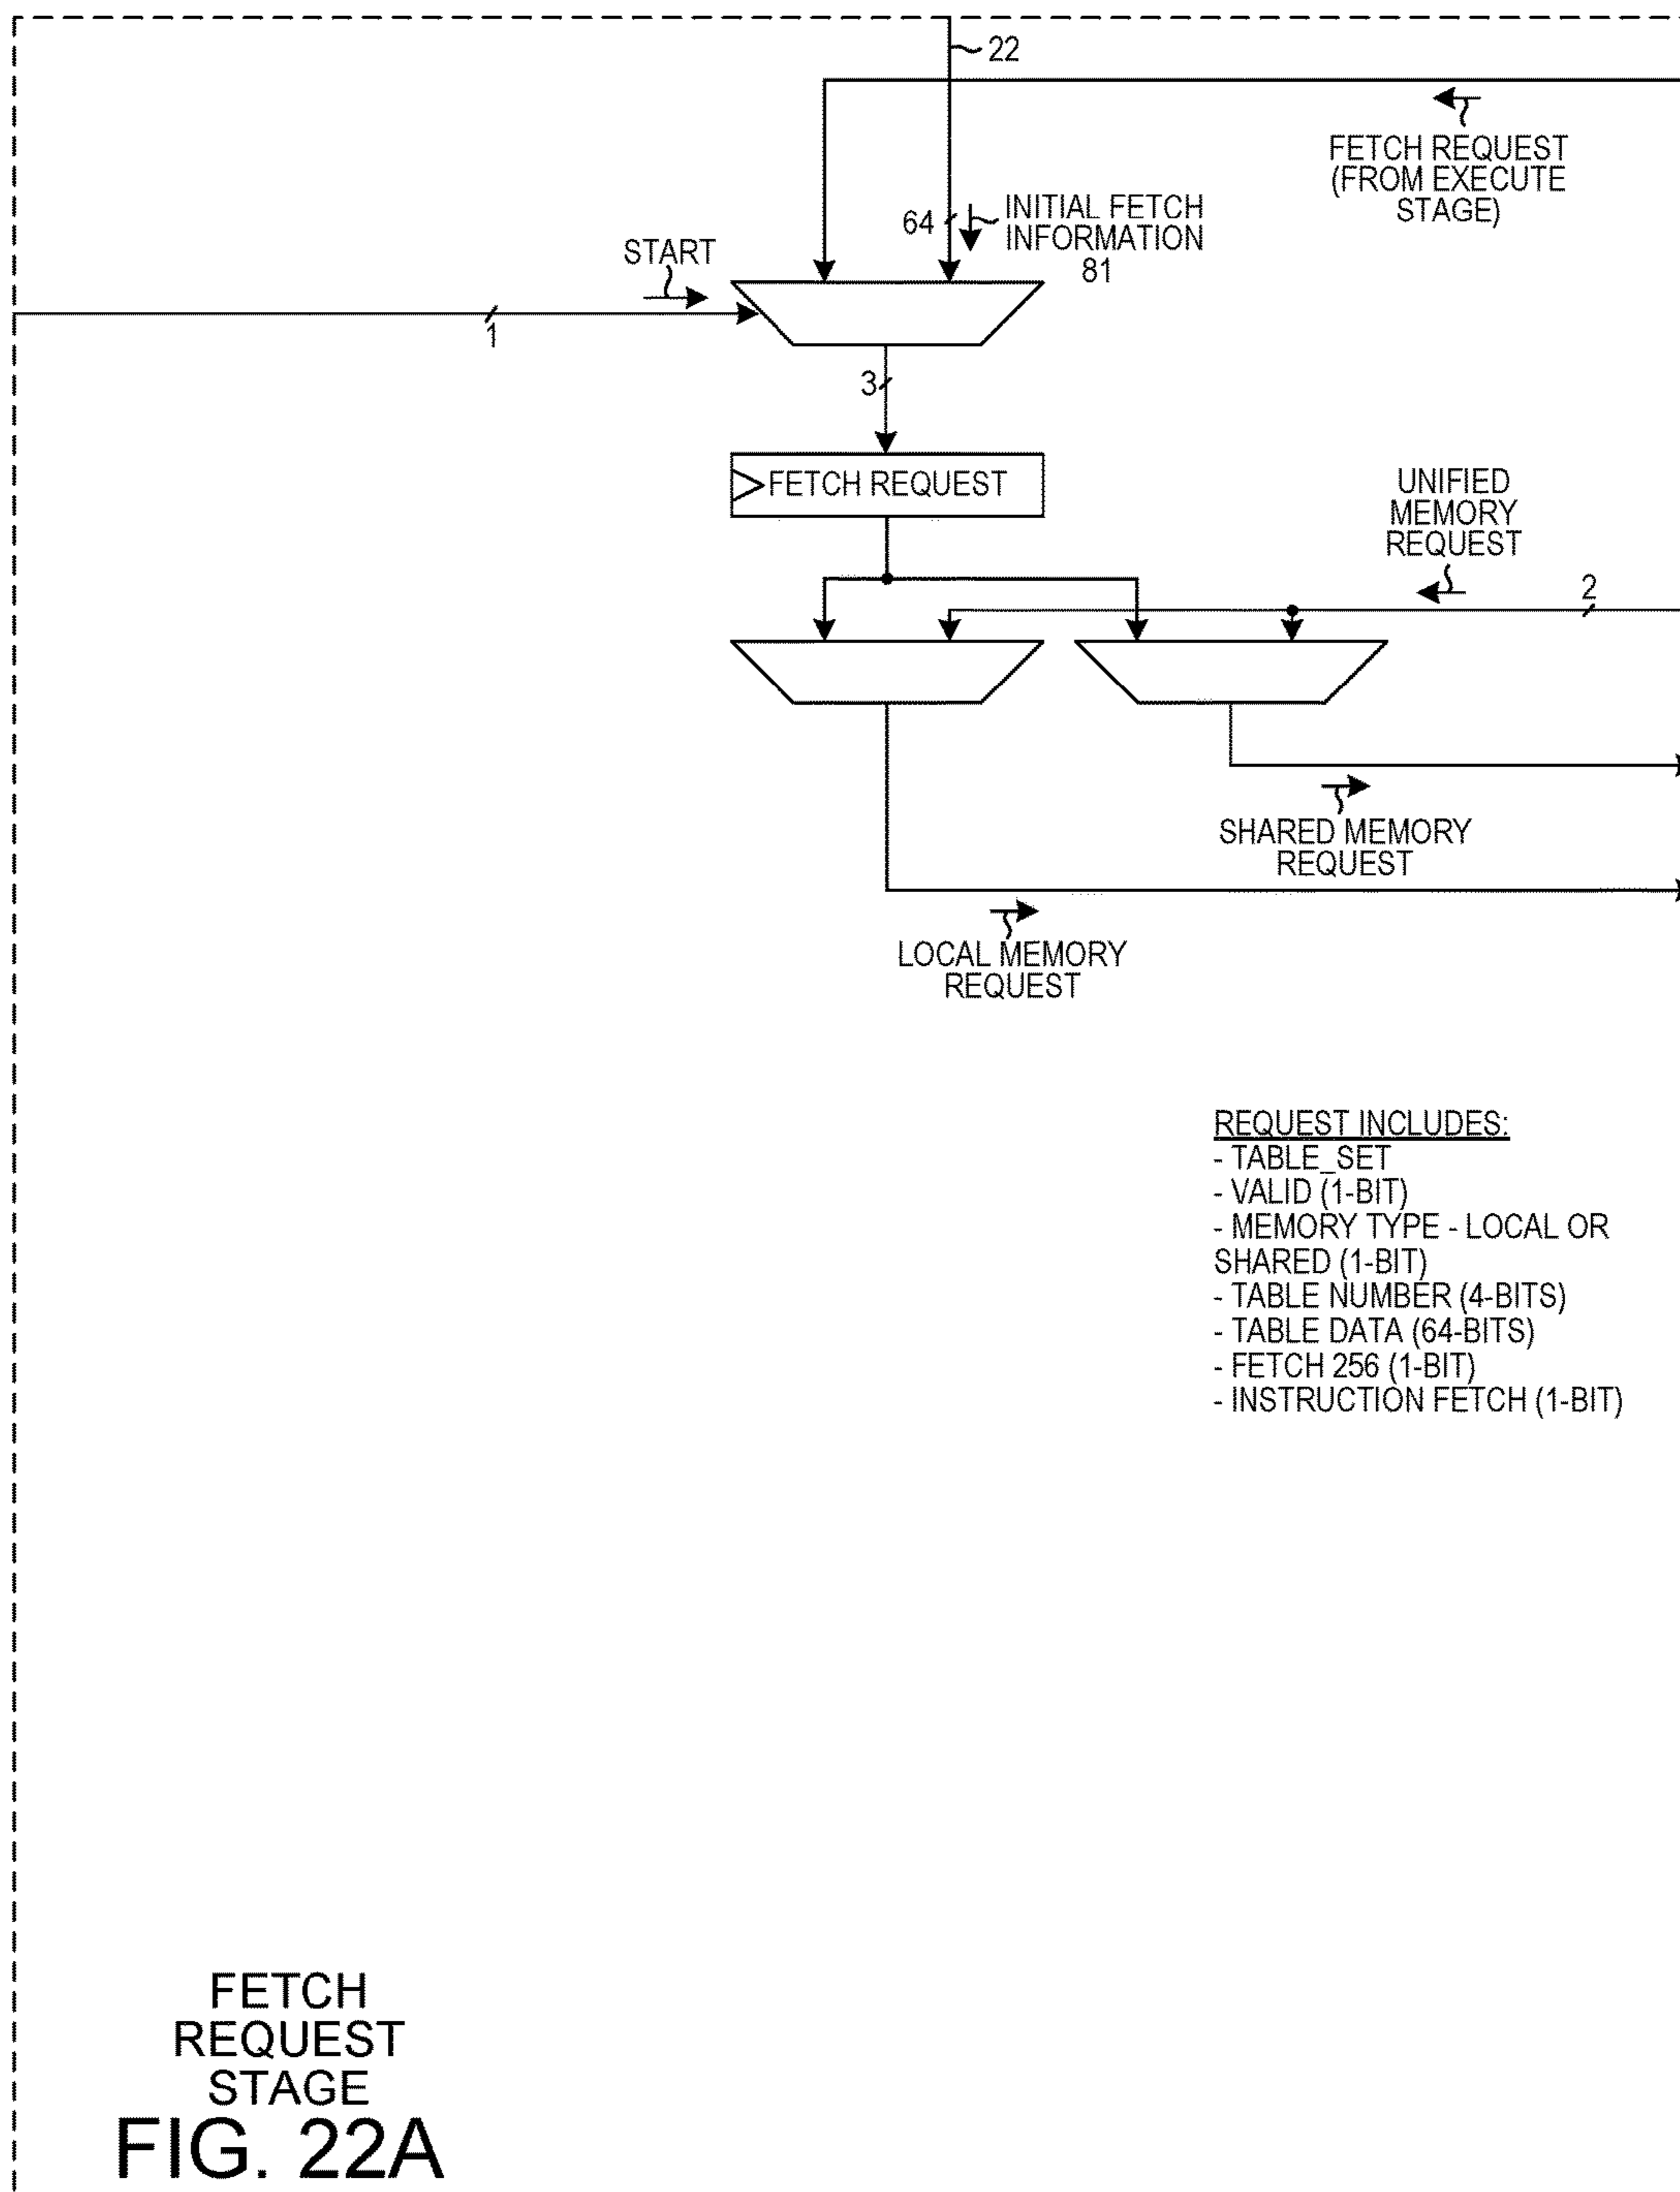 22
FETCH REQUEST
(FROM EXECUTE
STAGE)
64
INITIAL FETCH
INFORMATION
81
START
1
3
FETCH REQUEST
UNIFIED
MEMORY
REQUEST
2
SHARED MEMORY
REQUEST
LOCAL MEMORY
REQUEST
REQUEST INCLUDES:
- TABLE_SET
- VALID (1-BIT)
- MEMORY TYPE - LOCAL OR
SHARED (1-BIT)
- TABLE NUMBER (4-BITS)
- TABLE DATA (64-BITS)
- FETCH 256 (1-BIT)
- INSTRUCTION FETCH (1-BIT)
FETCH
REQUEST
STAGE
FIG. 22A